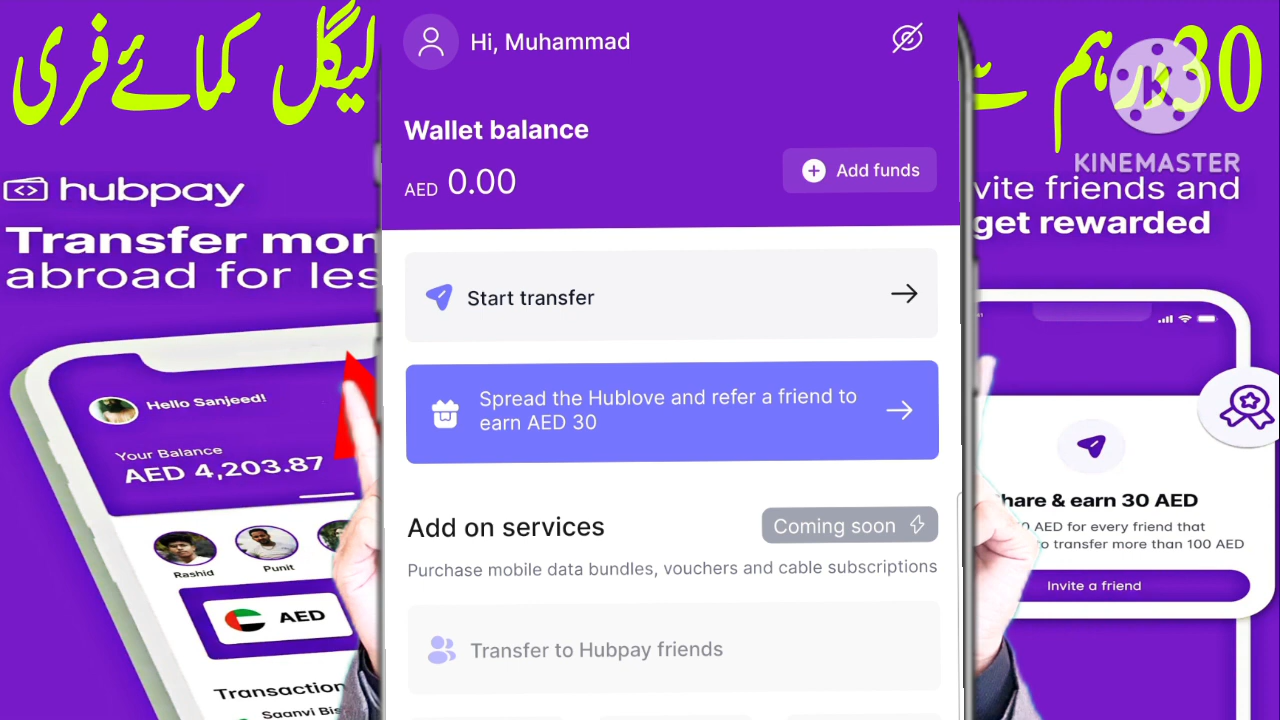 30 درہم سے
لیگل کمائے فری
KINEMASTER
hubpay
Transfer mon
abroad for les
Hello Sanjeed!
Your Balance
AED 4,203.87
Rashid
Punit
AED
Transaction
Saanvi Bis
Hi, Muhammad
Wallet balance
AED 0.00
Add funds
Start transfer
Spread the Hublove and refer a friend to
earn AED 30
Add on services
Coming soon
Purchase mobile data bundles, vouchers and cable subscriptions
Transfer to Hubpay friends
vite friends and
get rewarded
hare & earn 30 AED
0 AED for every friend that
to transfer more than 100 AED
Invite a friend